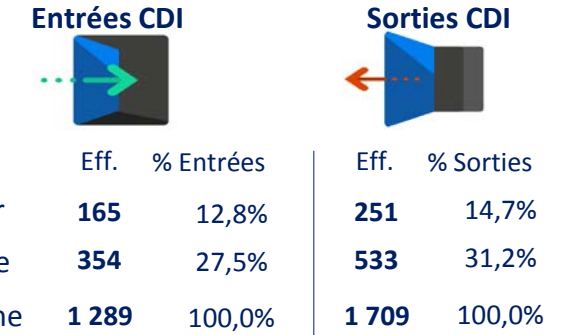 Entrées CDI Sorties CDI
Eff. % Entrées Eff. % Sorties
165 12,8% 251 14,7%
354 27,5% 533 31,2%
1 289 100,0% 1 709 100,0%